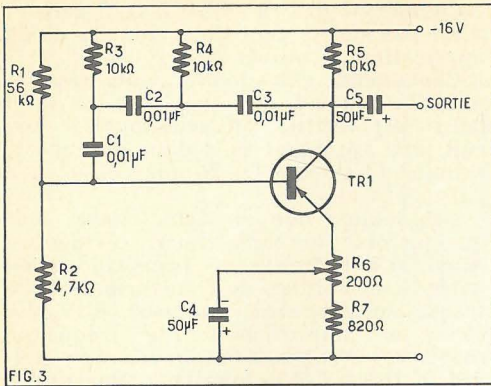 R1
56
kΩ
R3
10kΩ
R4
10kΩ
R5
10kΩ
-16V
C2
0,01µF
C3
0,01µF
C5
50µF - +
SORTIE
C1
0,01µF
TR1
R2
4,7kΩ
C4
50µF
-
+
R6
200Ω
R7
820Ω
FIG.3